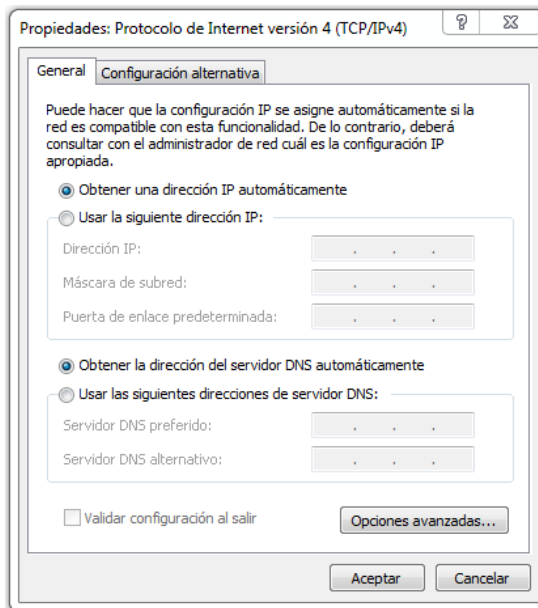 Propiedades: Protocolo de Internet versión 4 (TCP/IPv4)
General
Configuración alternativa
Puede hacer que la configuración IP se asigne automáticamente si la
red es compatible con esta funcionalidad. De lo contrario, deberá
consultar con el administrador de red cuál es la configuración IP
apropiada.
Obtener una dirección IP automáticamente
Usar la siguiente dirección IP:
Dirección IP:
Máscara de subred:
Puerta de enlace predeterminada:
Obtener la dirección del servidor DNS automáticamente
Usar las siguientes direcciones de servidor DNS:
Servidor DNS preferido:
Servidor DNS alternativo:
Validar configuración al salir
Opciones avanzadas...
Aceptar
Cancelar